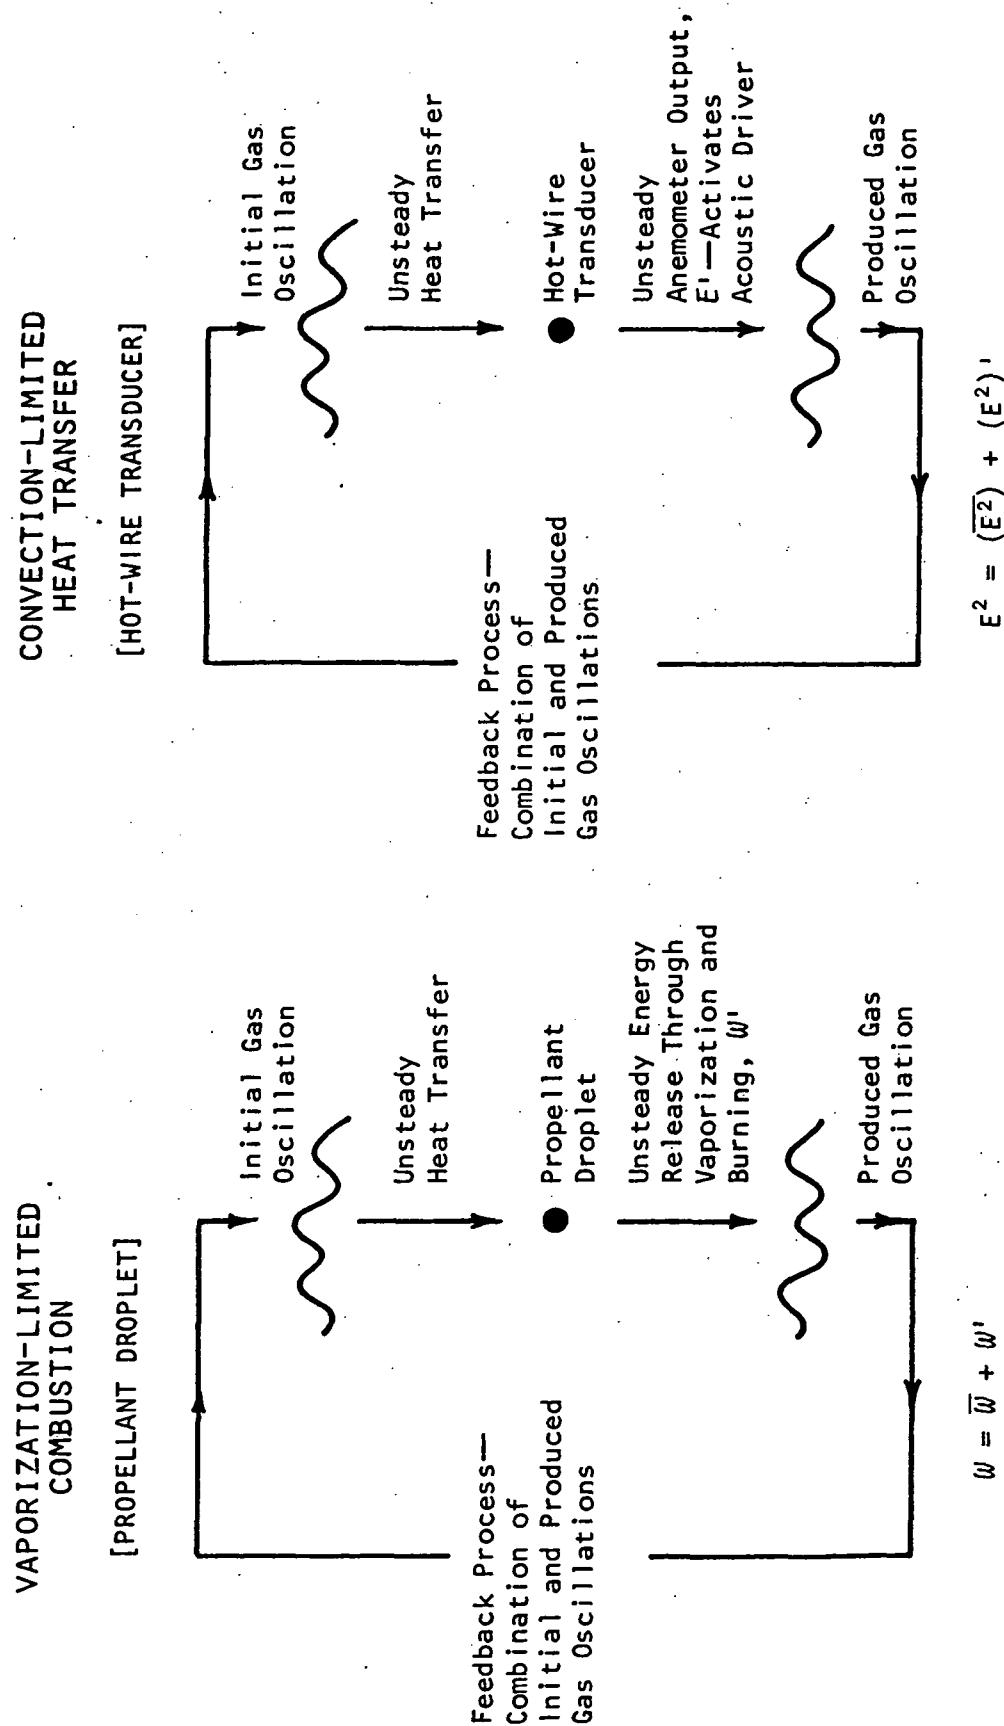 VAPORIZATION-LIMITED
COMBUSTION
[PROPELLANT DROPLET]
Initial Gas
Oscillation
Unsteady
Heat Transfer
Propellant
Droplet
Unsteady Energy
Release Through
Vaporization and
Burning, W'
Produced Gas
Oscillation
Feedback Process—
Combination of
Initial and Produced
Gas Oscillations
W = W̅ + W'
CONVECTION-LIMITED
HEAT TRANSFER
[HOT-WIRE TRANSDUCER]
Initial Gas
Oscillation
Unsteady
Heat Transfer
Hot-Wire
Transducer
Unsteady
Anemometer Output,
E'—Activates
Acoustic Driver
Produced Gas
Oscillation
Feedback Process—
Combination of
Initial and Produced
Gas Oscillations
E² = (E̅²̅) + (E²)'